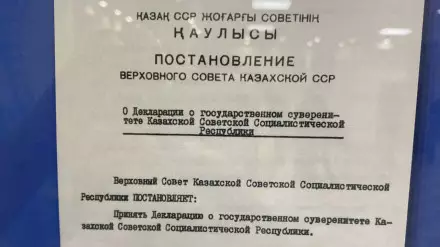 ҚАЗАҚ ССР ЖОҒАРҒЫ СОВЕТІНІҢ
ҚАУЛЫСЫ
ПОСТАНОВЛЕНИЕ
ВЕРХОВНОГО СОВЕТА КАЗАХСКОЙ ССР
О Декларации о государственном суверени-
тете Казахской Советской Социалистической
Республики
Верховный Совет Казахской Советской Социалистической
Республики ПОСТАНОВЛЯЕТ:
Принять Декларацию о государственном суверенитете Ка-
захской Советской Социалистической Республики.